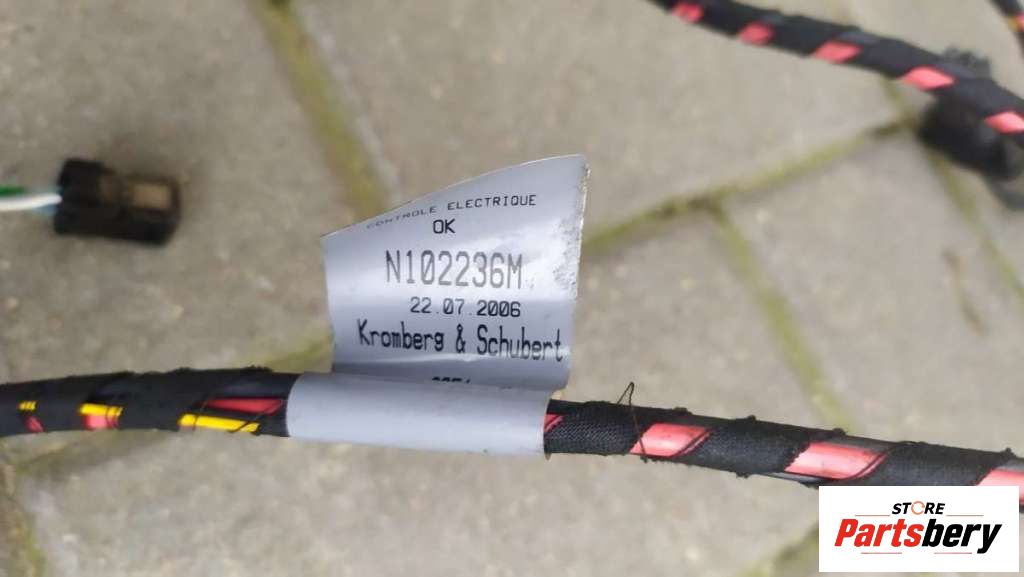 CONTROLE ELECTRIQUE
OK
N102236M
22.07.2006
Kromberg & Schubert
STORE
Partsbery